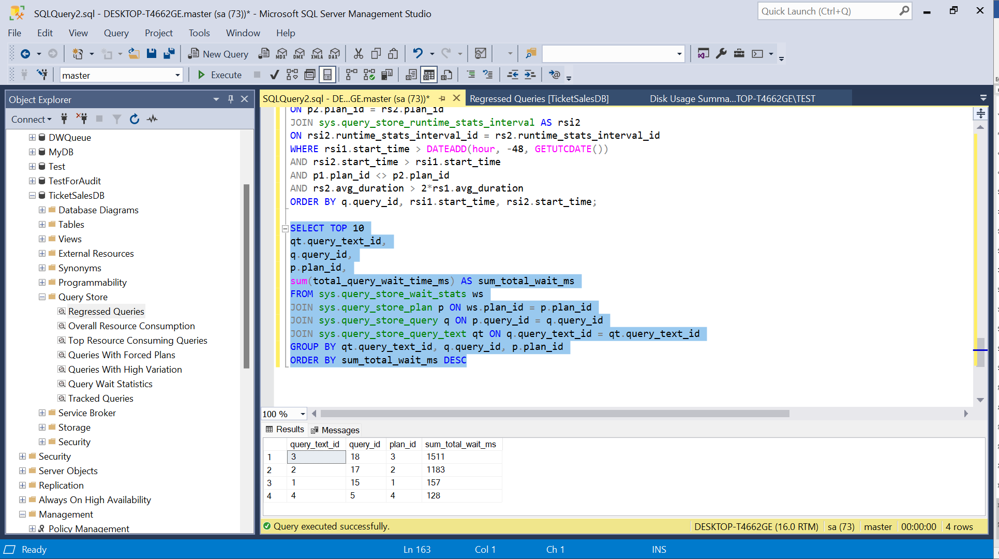 SQLQuery2.sql - DESKTOP-T4662GE.master (sa (73))* - Microsoft SQL Server Management Studio
Quick Launch (Ctrl+Q)
File Edit View Query Project Tools Window Help
New Query MDX DMX XMLA DAX
master Execute
Object Explorer
Connect
DWQueue
MyDB
Test
TestForAudit
TicketSalesDB
Database Diagrams
Tables
Views
External Resources
Synonyms
Programmability
Query Store
Regressed Queries
Overall Resource Consumption
Top Resource Consuming Queries
Queries With Forced Plans
Queries With High Variation
Query Wait Statistics
Tracked Queries
Service Broker
Storage
Security
Security
Server Objects
Replication
Always On High Availability
Management
Policy Management
SQLQuery2.sql - DE...GE.master (sa (73))* Regressed Queries [TicketSalesDB] Disk Usage Summa...TOP-T4662GE\TEST
ON p2.plan_id = rs2.plan_id
JOIN sys.query_store_runtime_stats_interval AS rsi2
ON rsi2.runtime_stats_interval_id = rs2.runtime_stats_interval_id
WHERE rsi1.start_time > DATEADD(hour, -48, GETUTCDATE())
AND rsi2.start_time > rsi1.start_time
AND p1.plan_id <> p2.plan_id
AND rs2.avg_duration > 2*rs1.avg_duration
ORDER BY q.query_id, rsi1.start_time, rsi2.start_time;
SELECT TOP 10
qt.query_text_id,
q.query_id,
p.plan_id,
sum(total_query_wait_time_ms) AS sum_total_wait_ms
FROM sys.query_store_wait_stats ws
JOIN sys.query_store_plan p ON ws.plan_id = p.plan_id
JOIN sys.query_store_query q ON p.query_id = q.query_id
JOIN sys.query_store_query_text qt ON q.query_text_id = qt.query_text_id
GROUP BY qt.query_text_id, q.query_id, p.plan_id
ORDER BY sum_total_wait_ms DESC
100 %
Results Messages
query_text_id query_id plan_id sum_total_wait_ms
1 3 18 3 1511
2 2 17 2 1183
3 1 15 1 157
4 4 5 4 128
Query executed successfully. DESKTOP-T4662GE (16.0 RTM) sa (73) master 00:00:00 4 rows
Ready Ln 163 Col 1 Ch 1 INS